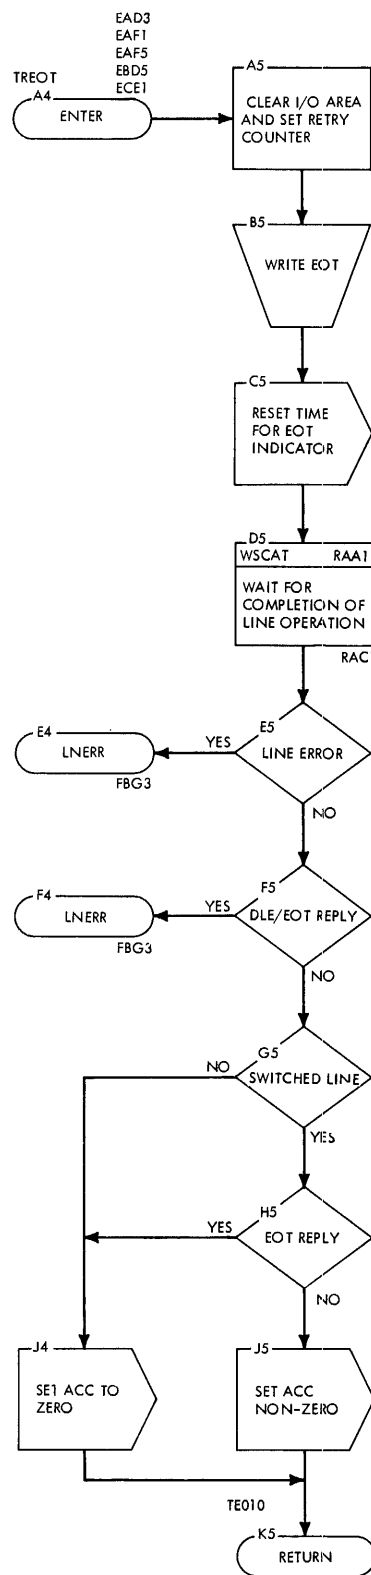 EAD3
EAF1
EAF5
EBD5
ECE1
TREOT
A4
ENTER
A5
CLEAR I/O AREA
AND SET RETRY
COUNTER
B5
WRITE EOT
C5
RESET TIME
FOR EOT
INDICATOR
D5
WSCAT RAA1
WAIT FOR
COMPLETION OF
LINE OPERATION
RAC
E4
LNERR
FBG3
YES
E5
LINE ERROR
NO
F4
LNERR
FBG3
YES
F5
DLE/EOT REPLY
NO
G5
NO
SWITCHED LINE
YES
H5
YES
EOT REPLY
NO
J4
SET ACC TO
ZERO
J5
SET ACC
NON-ZERO
TE010
K5
RETURN